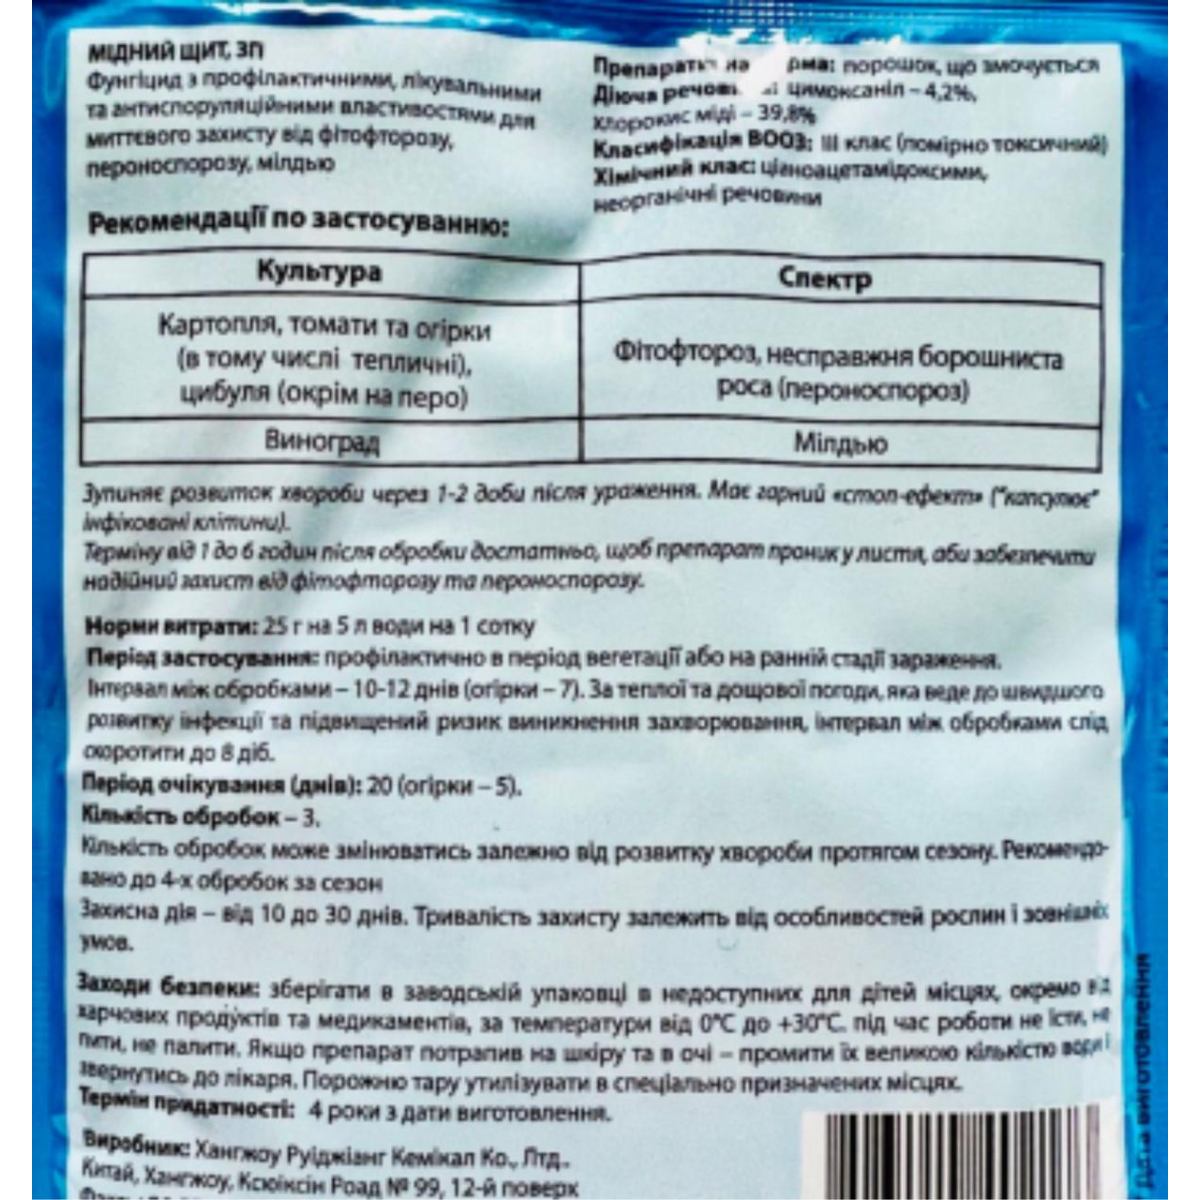 МІДНИЙ ЩИТ, ЗП
Фунгіцид з профілактичними, лікувальними
та антиспоруляційними властивостями для
миттєвого захисту від фітофторозу,
пероноспорозу, мілдью
порошок, що змочується
Діюча цимоксаніл – 4,2%,
хлорокис міді – 39,8%
Класифікація ВООЗ: III клас (помірно токсичний)
Хімічний клас: ціаноацетамідоксими,
неорганічні речовини
Рекомендації по застосуванню:
Культура
Спектр
Картопля, томати та огірки
(в тому числі тепличні),
цибуля (окрім на перо)
Фітофтороз, несправжня борошниста
роса (пероноспороз)
Виноград
Мілдью
Зупиняє розвиток хвороби через 1-2 доби після ураження. Має гарний «стоп-ефект» ("капсулює"
інфіковані клітини).
Терміну від 1 до 6 годин після обробки достатньо, щоб препарат проник у листя, аби забезпечити
надійний захист від фітофторозу та пероноспорозу.
Норми витрати: 25 г на 5 л води на 1 сотку
Період застосування: профілактично в період вегетації або на ранній стадії зараження.
Інтервал між обробками – 10-12 днів (огірки – 7). За теплої та дощової погоди, яка веде до швидшого
розвитку інфекції та підвищений ризик виникнення захворювання, інтервал між обробками слід
скоротити до 8 діб.
Період очікування (днів): 20 (огірки – 5).
Кількість обробок – 3.
Кількість обробок може змінюватись залежно від розвитку хвороби протягом сезону. Рекомендо-
вано до 4-х обробок за сезон
Захисна дія – від 10 до 30 днів. Тривалість захисту залежить від особливостей рослин і зовнішніх
умов.
Заходи безпеки: зберігати в заводській упаковці в недоступних для дітей місцях, окремо від
харчових продуктів та медикаментів, за температури від 0°С до +30°С. під час роботи не їсти, не
пити, не палити. Якщо препарат потрапив на шкіру та в очі – промити їх великою кількістю води і
звернутись до лікаря. Порожню тару утилізувати в спеціально призначених місцях.
Термін придатності: 4 роки з дати виготовлення.
Виробник: Хангжоу Руіджіанг Кемікал Ко., Лтд.
Китай, Хангжоу, Ксюіксін Роад № 99, 12-й поверх
Дата виготовлення